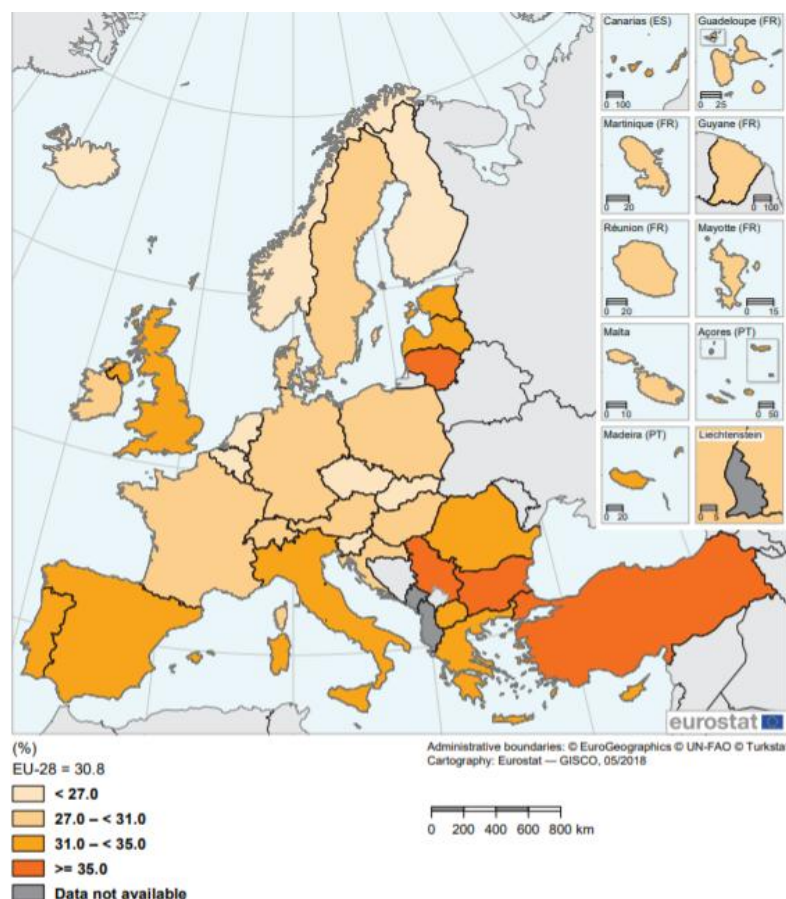 Canarias (ES)
0 100
Guadeloupe (FR)
0 25
Martinique (FR)
0 20
Guyane (FR)
0 100
Réunion (FR)
0 20
Mayotte (FR)
0 15
Malta
0 10
Açores (PT)
0 50
Madeira (PT)
0 20
Liechtenstein
0 5
eurostat
(%)
EU-28 = 30.8
< 27.0
27.0 – < 31.0
31.0 – < 35.0
>= 35.0
Data not available
Administrative boundaries: © EuroGeographics © UN-FAO © Turksta
Cartography: Eurostat — GISCO, 05/2018
0 200 400 600 800 km